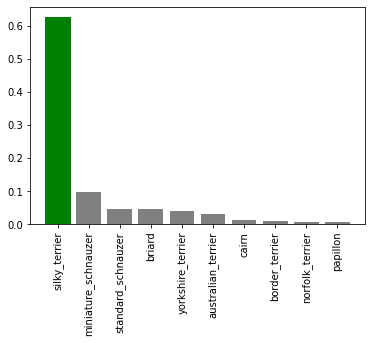 0.6
0.5
0.4
0.3
0.2
0.1
0.0
silky_terrier
miniature_schnauzer
standard_schnauzer
briard
yorkshire_terrier
australian_terrier
cairn
border_terrier
norfolk_terrier
papillon